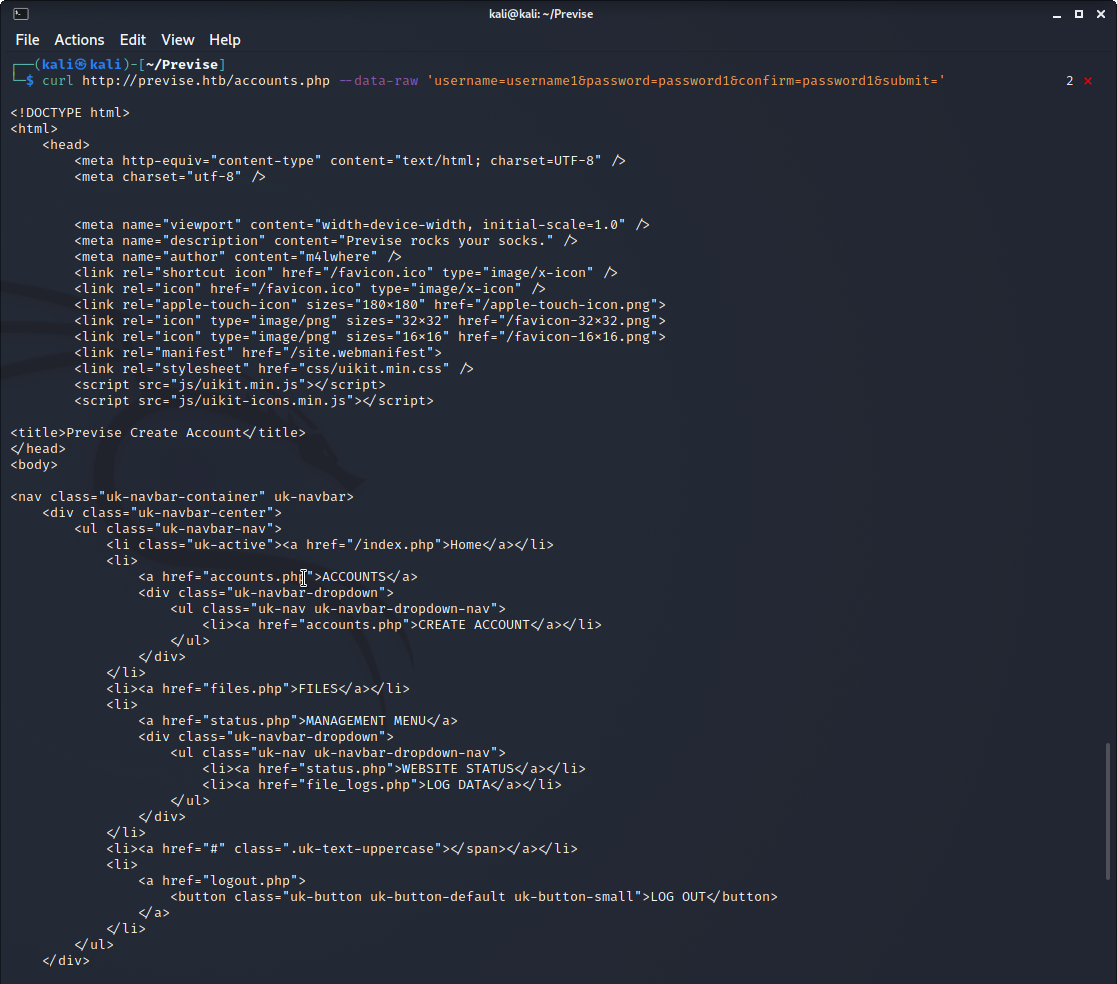 kali@kali: ~/Previse
File Actions Edit View Help
┌──(kali㉿kali)-[~/Previse]
└─$ curl http://previse.htb/accounts.php --data-raw 'username=username1&password=password1&confirm=password1&submit=' 2 ⨯
<!DOCTYPE html>
<html>
    <head>
        <meta http-equiv="content-type" content="text/html; charset=UTF-8" />
        <meta charset="utf-8" />
        <meta name="viewport" content="width=device-width, initial-scale=1.0" />
        <meta name="description" content="Previse rocks your socks." />
        <meta name="author" content="m4lwhere" />
        <link rel="shortcut icon" href="/favicon.ico" type="image/x-icon" />
        <link rel="icon" href="/favicon.ico" type="image/x-icon" />
        <link rel="apple-touch-icon" sizes="180×180" href="/apple-touch-icon.png">
        <link rel="icon" type="image/png" sizes="32×32" href="/favicon-32×32.png">
        <link rel="icon" type="image/png" sizes="16×16" href="/favicon-16×16.png">
        <link rel="manifest" href="/site.webmanifest">
        <link rel="stylesheet" href="css/uikit.min.css" />
        <script src="js/uikit.min.js"></script>
        <script src="js/uikit-icons.min.js"></script>
<title>Previse Create Account</title>
</head>
<body>
<nav class="uk-navbar-container" uk-navbar>
    <div class="uk-navbar-center">
        <ul class="uk-navbar-nav">
            <li class="uk-active"><a href="/index.php">Home</a></li>
            <li>
                <a href="accounts.php">ACCOUNTS</a>
                <div class="uk-navbar-dropdown">
                    <ul class="uk-nav uk-navbar-dropdown-nav">
                        <li><a href="accounts.php">CREATE ACCOUNT</a></li>
                    </ul>
                </div>
            </li>
            <li><a href="files.php">FILES</a></li>
            <li>
                <a href="status.php">MANAGEMENT MENU</a>
                <div class="uk-navbar-dropdown">
                    <ul class="uk-nav uk-navbar-dropdown-nav">
                        <li><a href="status.php">WEBSITE STATUS</a></li>
                        <li><a href="file_logs.php">LOG DATA</a></li>
                    </ul>
                </div>
            </li>
            <li><a href="#" class=".uk-text-uppercase"></span></a></li>
            <li>
                <a href="logout.php">
                    <button class="uk-button uk-button-default uk-button-small">LOG OUT</button>
                </a>
            </li>
        </ul>
    </div>